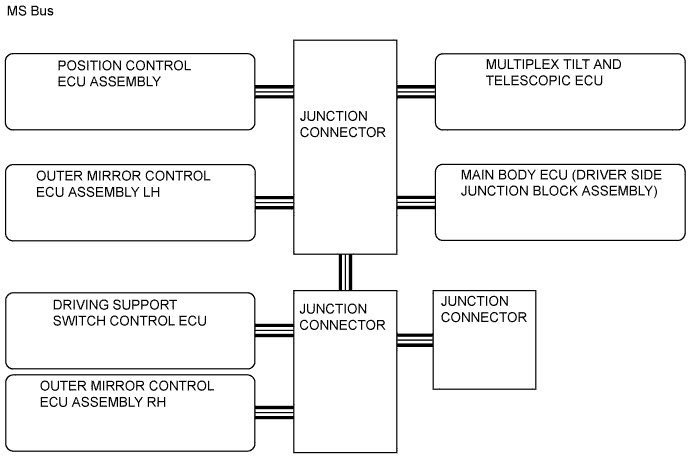 MS Bus
POSITION CONTROL
ECU ASSEMBLY
JUNCTION
CONNECTOR
MULTIPLEX TILT AND
TELESCOPIC ECU
OUTER MIRROR CONTROL
ECU ASSEMBLY LH
MAIN BODY ECU (DRIVER SIDE
JUNCTION BLOCK ASSEMBLY)
DRIVING SUPPORT
SWITCH CONTROL ECU
JUNCTION
CONNECTOR
JUNCTION
CONNECTOR
OUTER MIRROR CONTROL
ECU ASSEMBLY RH